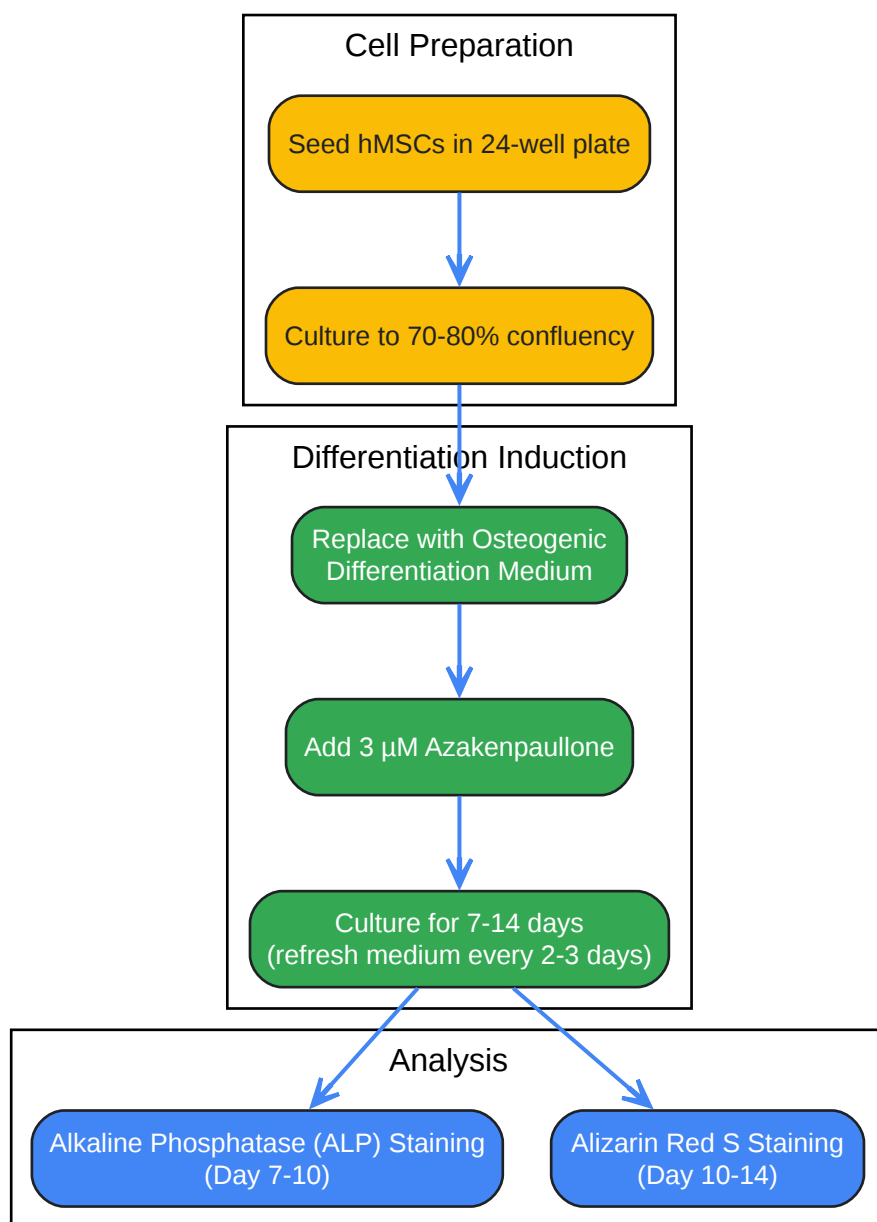 Cell Preparation
Seed hMSCs in 24-well plate
Culture to 70-80% confluency
Differentiation Induction
Replace with Osteogenic
Differentiation Medium
Add 3 µM Azakenpaullone
Culture for 7-14 days
(refresh medium every 2-3 days)
Analysis
Alkaline Phosphatase (ALP) Staining
(Day 7-10)
Alizarin Red S Staining
(Day 10-14)